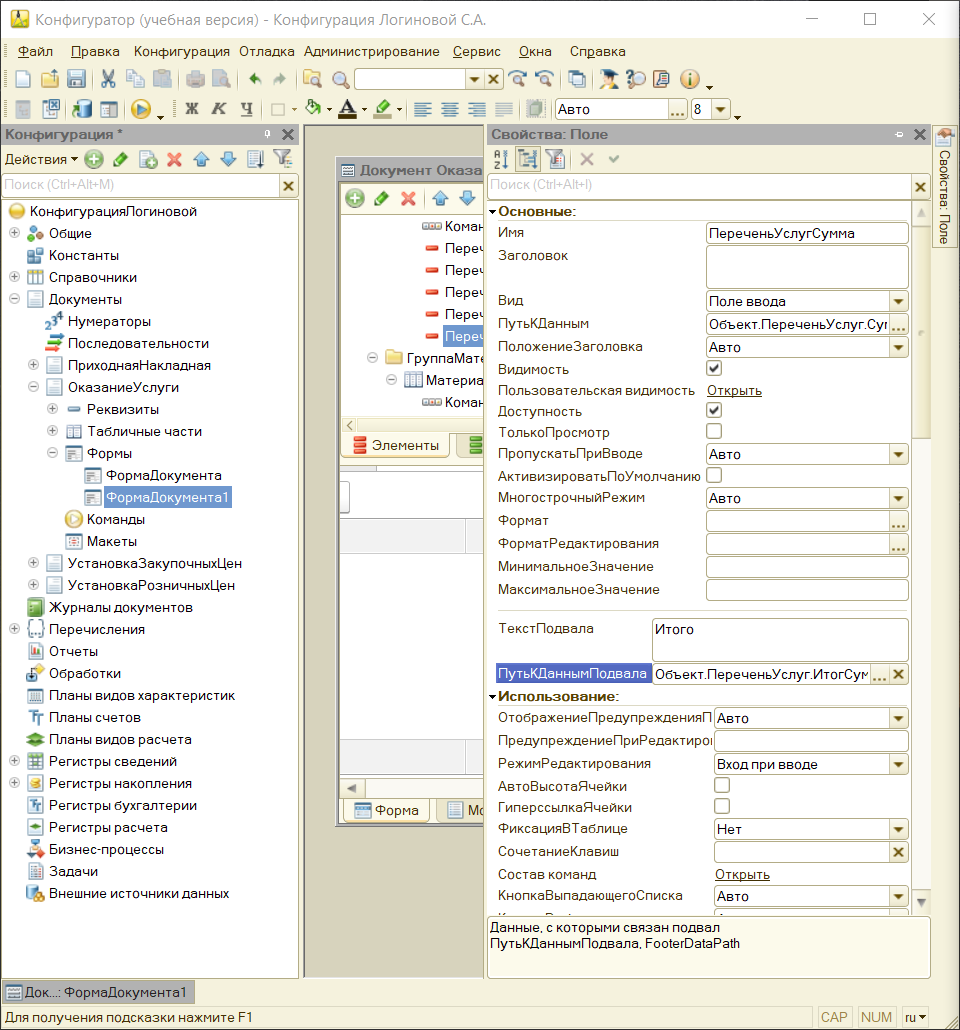 Конфигуратор (учебная версия) - Конфигурация Логиновой С.А.
Файл Правка Конфигурация Отладка Администрирование Сервис Окна Справка
Ж К Ч А Авто ... 8
Конфигурация *
Действия
Поиск (Ctrl+Alt+M)
КонфигурацияЛогиновой
Общие
Константы
Справочники
Документы
Нумераторы
Последовательности
ПриходнаяНакладная
ОказаниеУслуги
Реквизиты
Табличные части
Формы
ФормаДокумента
ФормаДокумента1
Команды
Макеты
УстановкаЗакупочныхЦен
УстановкаРозничныхЦен
Журналы документов
Перечисления
Отчеты
Обработки
Планы видов характеристик
Планы счетов
Планы видов расчета
Регистры сведений
Регистры накопления
Регистры бухгалтерии
Регистры расчета
Бизнес-процессы
Задачи
Внешние источники данных
Документ Оказа
Коман
Переч
Переч
Переч
Переч
Переч
ГруппаМате
Материа
Коман
Элементы
Форма Мо
Свойства: Поле
Поиск (Ctrl+Alt+I)
Основные:
Имя ПереченьУслугСумма
Заголовок
Вид Поле ввода
ПутьКДанным Объект.ПереченьУслуг.Сум ...
ПоложениеЗаголовка Авто
Видимость
Пользовательская видимость Открыть
Доступность
ТолькоПросмотр
ПропускатьПриВводе Авто
АктивизироватьПоУмолчанию
МногострочныйРежим Авто
Формат ...
ФорматРедактирования ...
МинимальноеЗначение
МаксимальноеЗначение
ТекстПодвала Итого
ПутьКДаннымПодвала Объект.ПереченьУслуг.ИтогСум ...
Использование:
ОтображениеПредупрежденияП Авто
ПредупреждениеПриРедактиро
РежимРедактирования Вход при вводе
АвтоВысотаЯчейки
ГиперссылкаЯчейки
ФиксацияВТаблице Нет
СочетаниеКлавиш
Состав команд Открыть
КнопкаВыпадающегоСписка Авто
Данные, с которыми связан подвал
ПутьКДаннымПодвала, FooterDataPath
Свойства: Поле
Док...: ФормаДокумента1
Для получения подсказки нажмите F1 CAP NUM ru